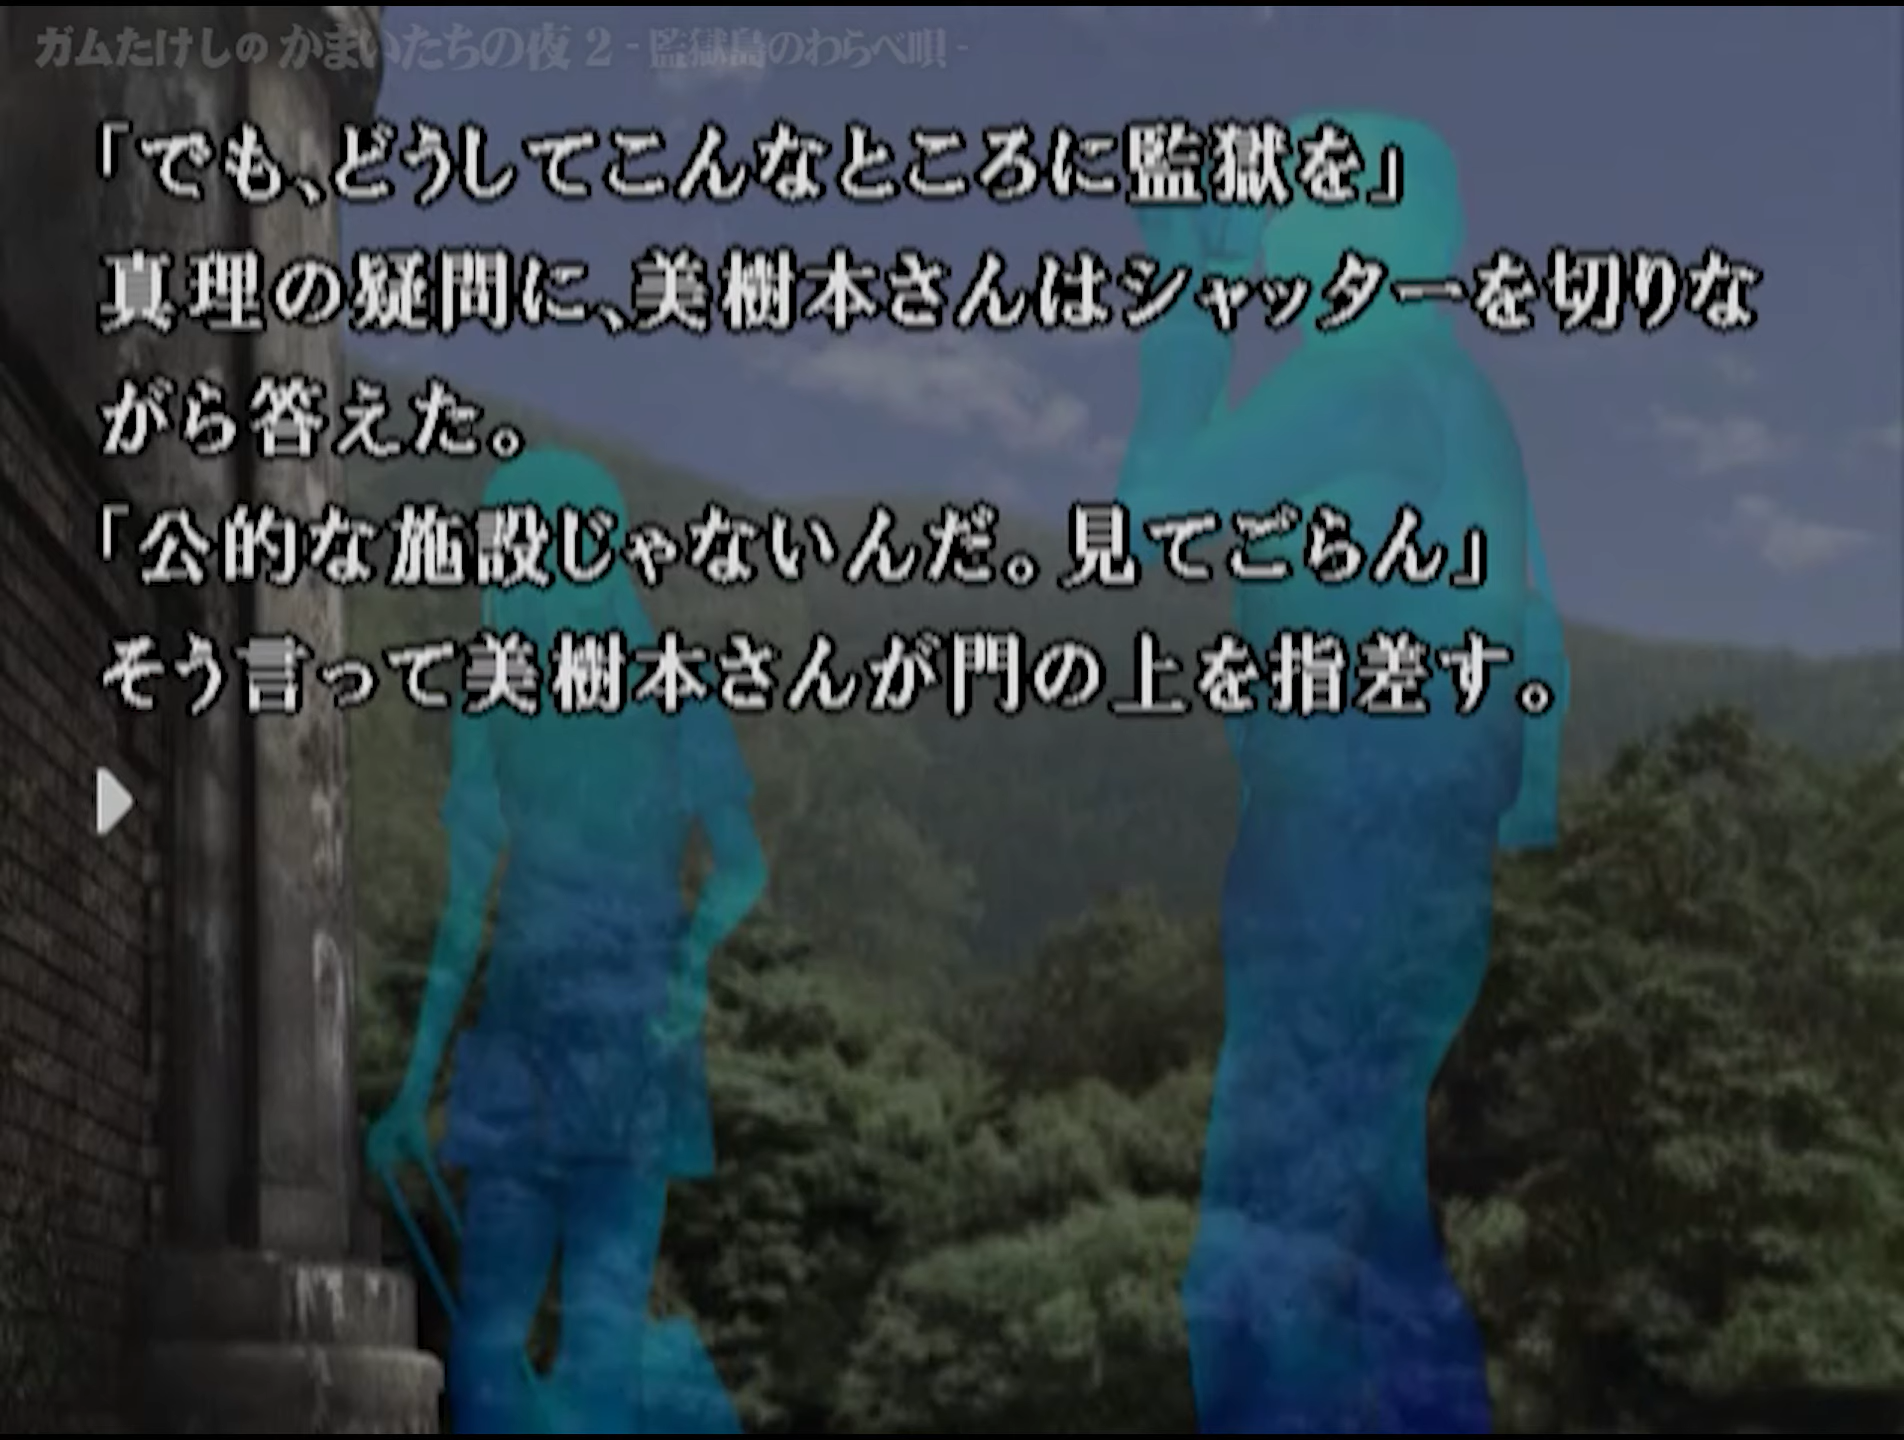 ガムたけしの かまいたちの夜2 -監獄島のわらべ唄-
「でも、どうしてこんなところに監獄を」
真理の疑問に、美樹本さんはシャッターを切りな
がら答えた。
「公的な施設じゃないんだ。見てごらん」
そう言って美樹本さんが門の上を指差す。